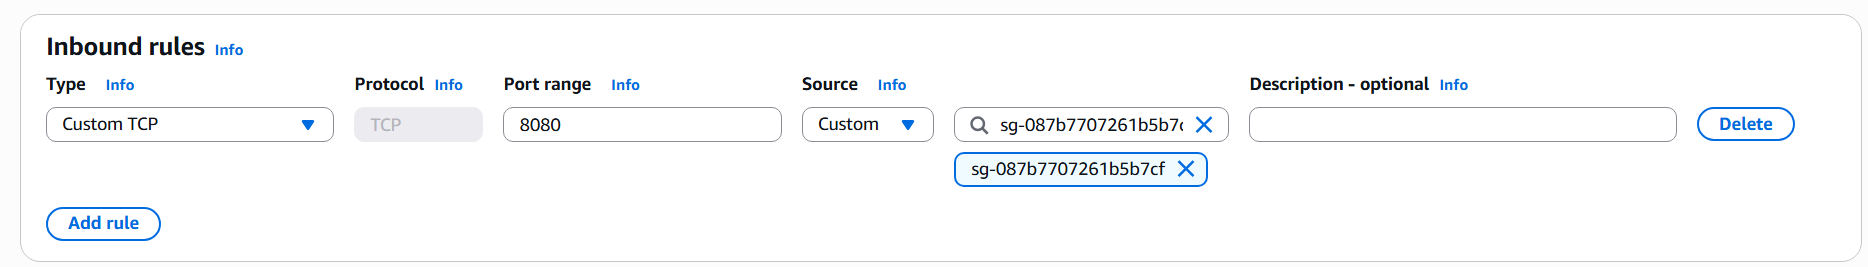 Inbound rules Info
Type Info Protocol Info Port range Info Source Info Description - optional Info
Custom TCP TCP 8080 Custom sg-087b7707261b5b7c Delete
sg-087b7707261b5b7cf
Add rule